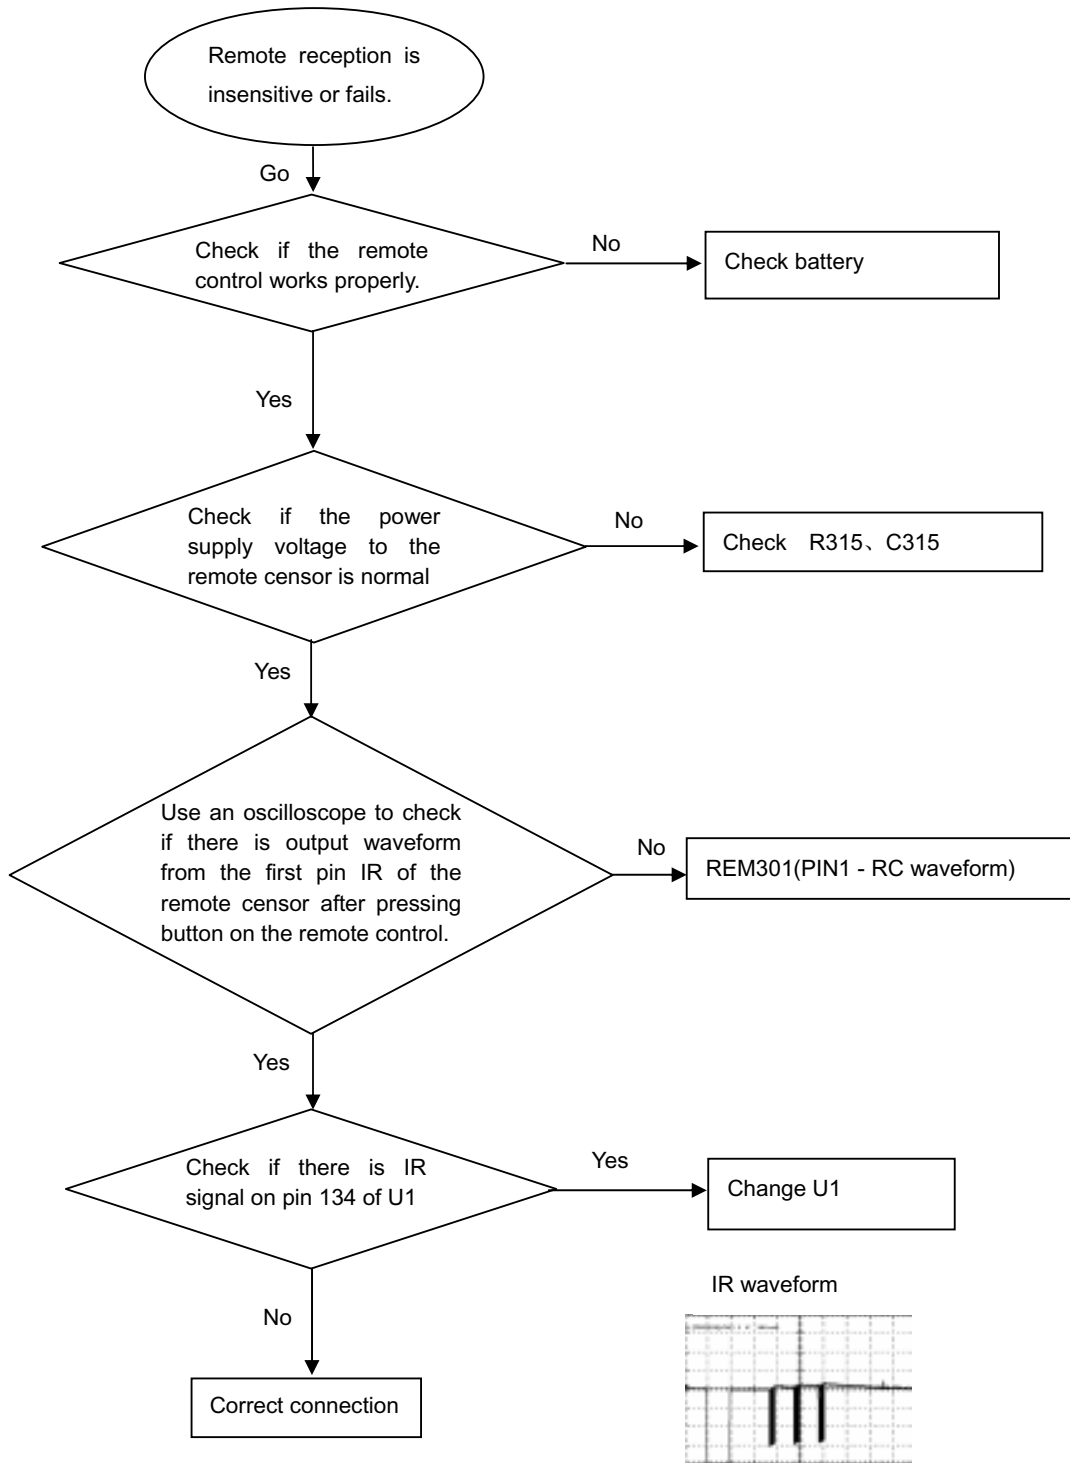 Remote reception is
insensitive or fails.
Go
Check if the remote
control works properly.
No
Check battery
Yes
Check if the power
supply voltage to the
remote censor is normal
No
Check R315、C315
Yes
Use an oscilloscope to check
if there is output waveform
from the first pin IR of the
remote censor after pressing
button on the remote control.
No
REM301(PIN1 - RC waveform)
Yes
Check if there is IR
signal on pin 134 of U1
Yes
Change U1
IR waveform
No
Correct connection